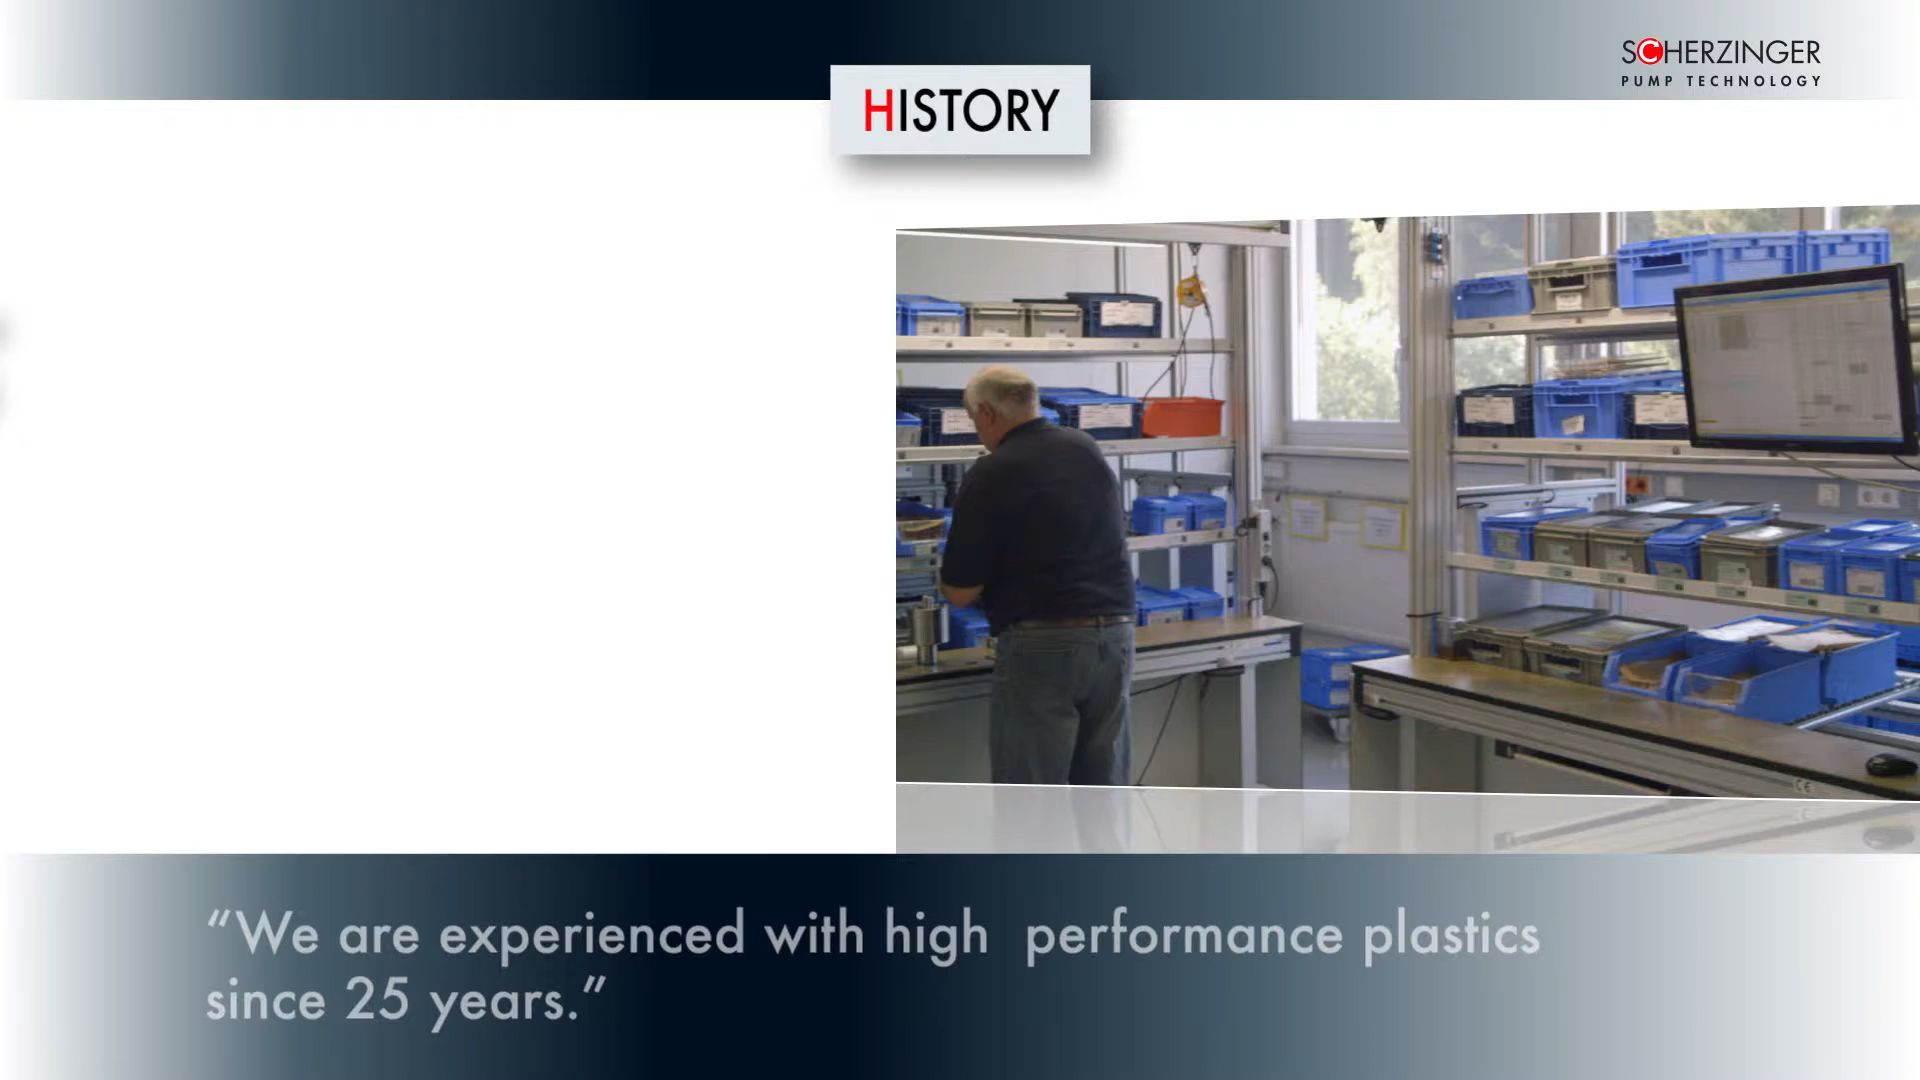 SCHERZINGER
PUMP TECHNOLOGY
HISTORY
“We are experienced with high  performance plastics
since 25 years.”